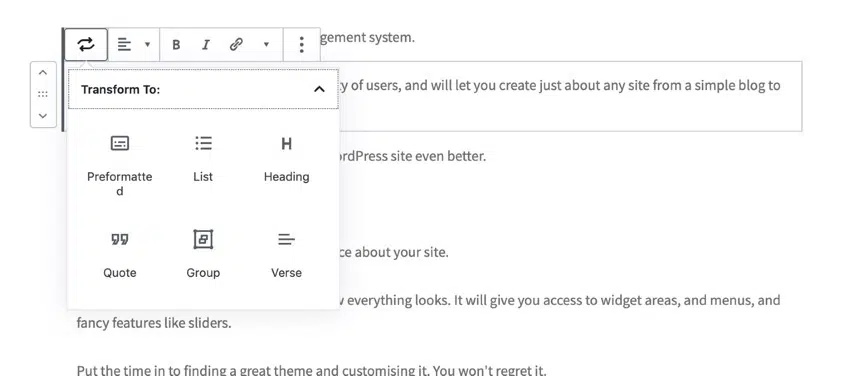 gement system.
B I
Transform To:
y of users, and will let you create just about any site from a simple blog to
Preformatte
d
List
H
Heading
ordPress site even better.
Quote
Group
Verse
ce about your site.
w everything looks. It will give you access to widget areas, and menus, and
fancy features like sliders.
Put the time in to finding a great theme and customising it. You won't regret it.